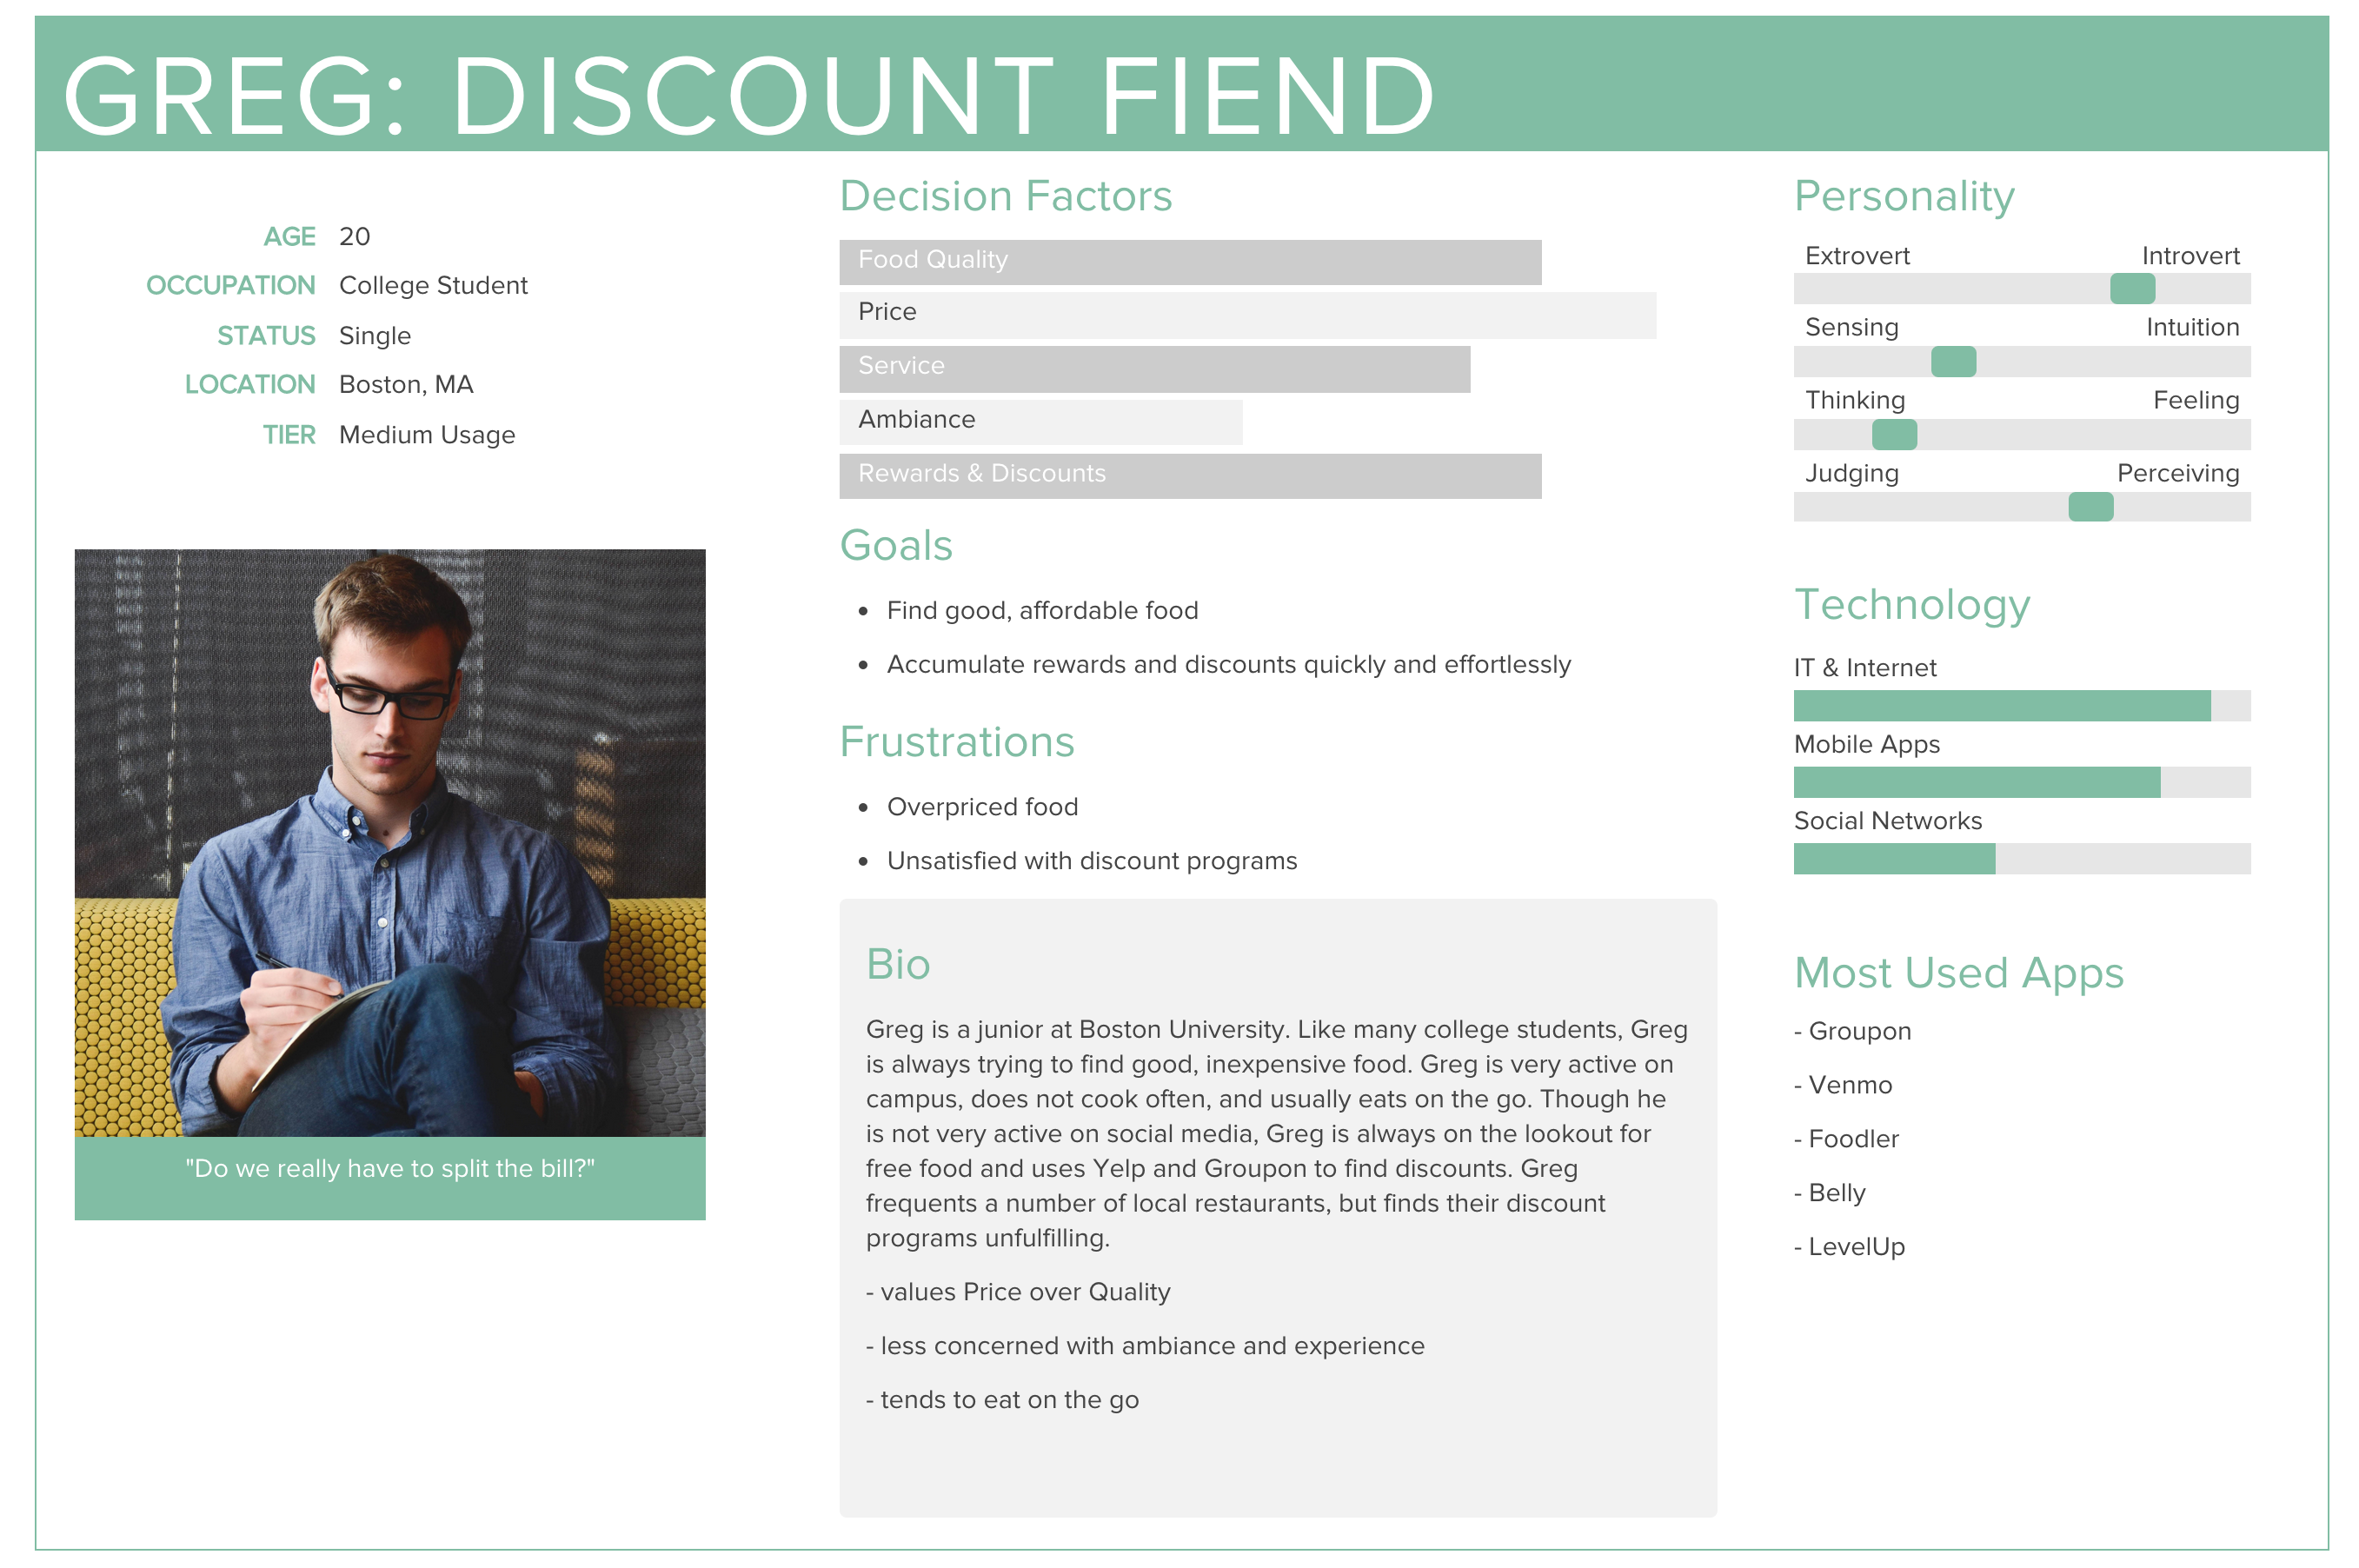 GREG: DISCOUNT FIEND
AGE 20
OCCUPATION College Student
STATUS Single
LOCATION Boston, MA
TIER Medium Usage
"Do we really have to split the bill?"
Decision Factors
Food Quality
Price
Service
Ambiance
Rewards & Discounts
Goals
• Find good, affordable food
• Accumulate rewards and discounts quickly and effortlessly
Frustrations
• Overpriced food
• Unsatisfied with discount programs
Bio
Greg is a junior at Boston University. Like many college students, Greg
is always trying to find good, inexpensive food. Greg is very active on
campus, does not cook often, and usually eats on the go. Though he
is not very active on social media, Greg is always on the lookout for
free food and uses Yelp and Groupon to find discounts. Greg
frequents a number of local restaurants, but finds their discount
programs unfulfilling.
- values Price over Quality
- less concerned with ambiance and experience
- tends to eat on the go
Personality
Extrovert Introvert
Sensing Intuition
Thinking Feeling
Judging Perceiving
Technology
IT & Internet
Mobile Apps
Social Networks
Most Used Apps
- Groupon
- Venmo
- Foodler
- Belly
- LevelUp